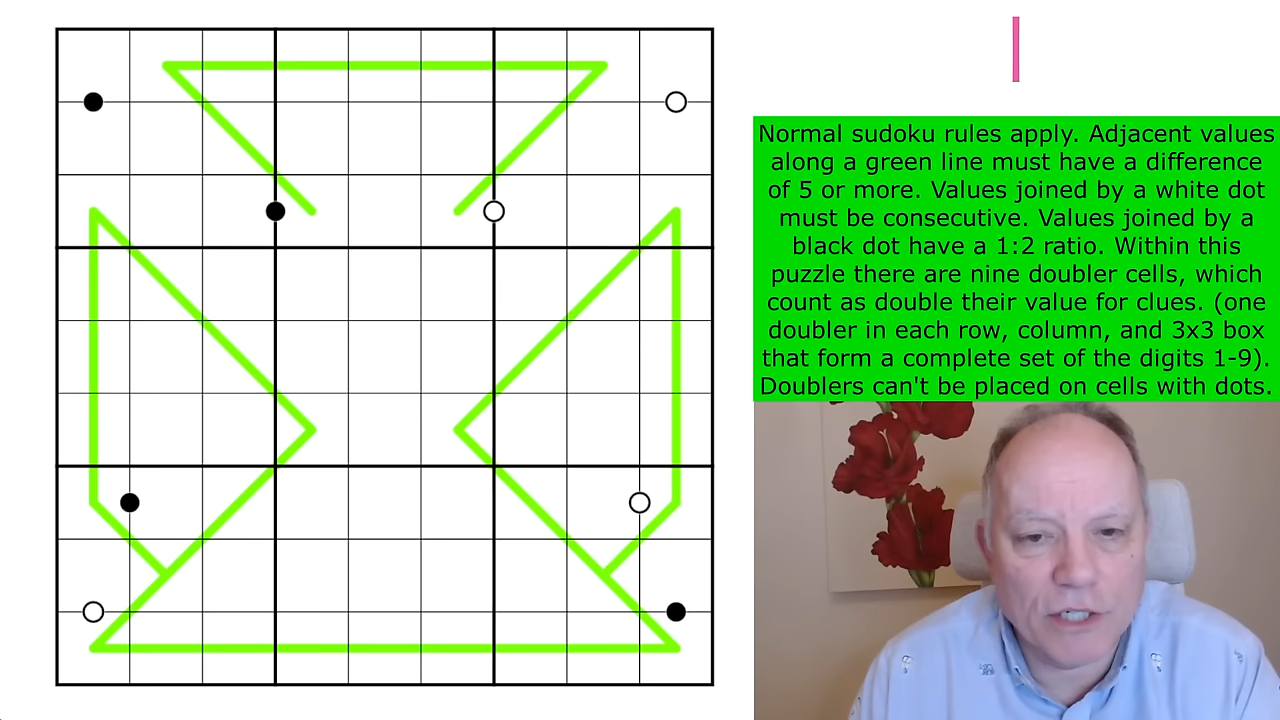 Normal sudoku rules apply. Adjacent values
along a green line must have a difference
of 5 or more. Values joined by a white dot
must be consecutive. Values joined by a
black dot have a 1:2 ratio. Within this
puzzle there are nine doubler cells, which
count as double their value for clues. (one
doubler in each row, column, and 3x3 box
that form a complete set of the digits 1-9).
Doublers can't be placed on cells with dots.